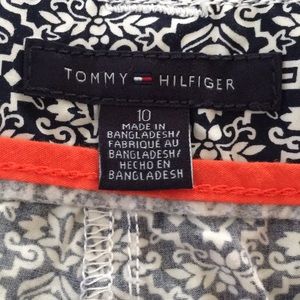 TOMMY HILFIGER
10
MADE IN
BANGLADESH/
FABRIQUÉ AU
BANGLADESH/
HECHO EN
BANGLADESH